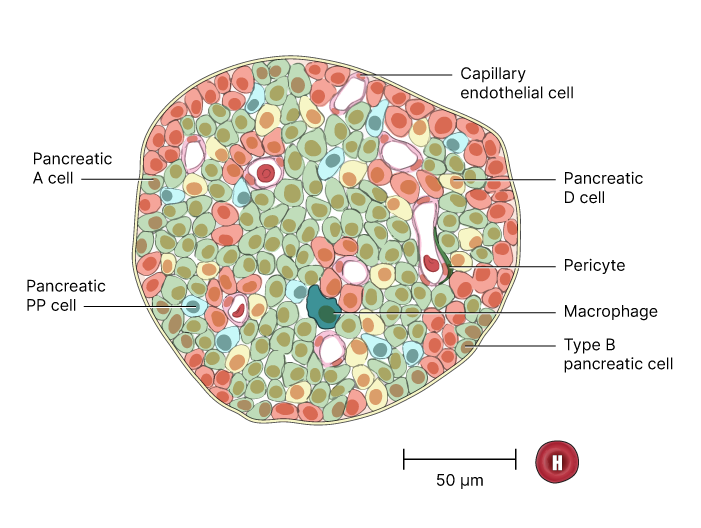 Capillary
endothelial cell
Pancreatic
A cell
Pancreatic
D cell
Pericyte
Pancreatic
PP cell
Macrophage
Type B
pancreatic cell
50 µm
H